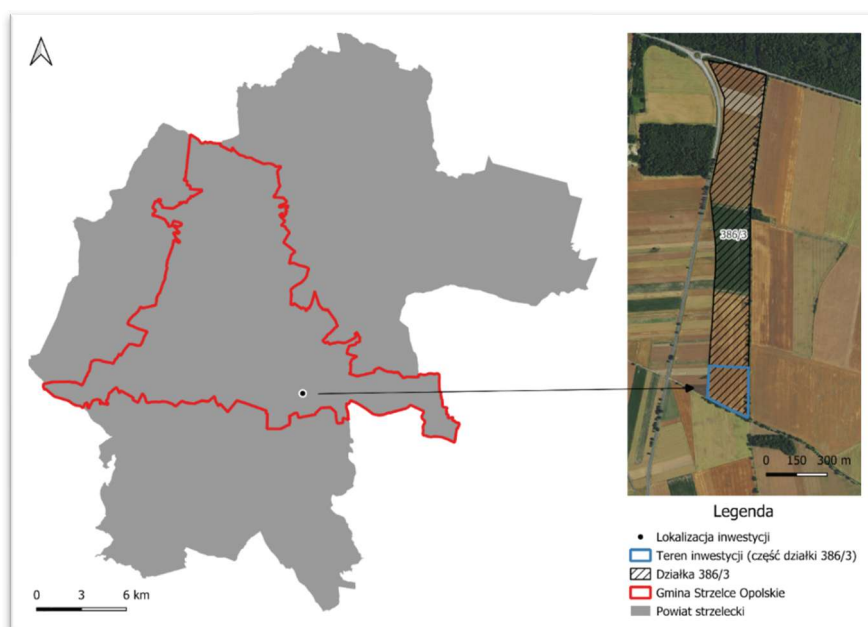 386/3
0 150 300 m
Legenda
Lokalizacja inwestycji
Teren inwestycji (część działki 386/3)
Działka 386/3
Gmina Strzelce Opolskie
Powiat strzelecki
0 3 6 km